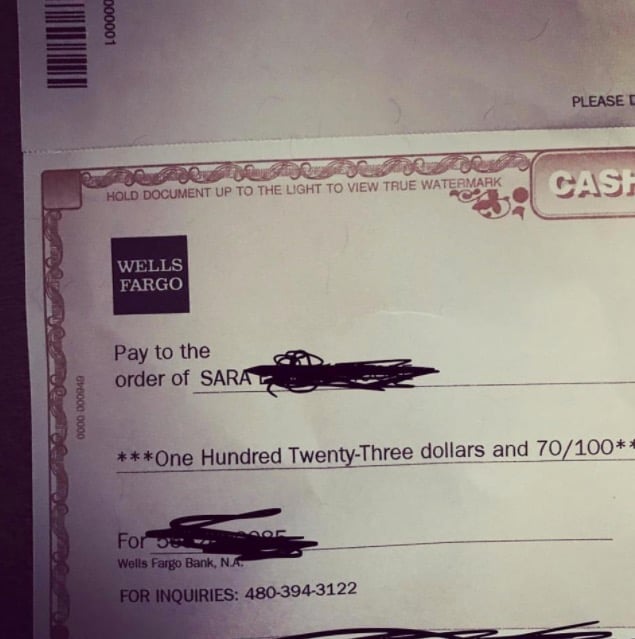 000001
PLEASE
HOLD DOCUMENT UP TO THE LIGHT TO VIEW TRUE WATERMARK
CASH
WELLS
FARGO
Pay to the
order of SARA
0000 000949
***One Hundred Twenty-Three dollars and 70/100**
For
Wells Fargo Bank, N.A.
FOR INQUIRIES: 480-394-3122